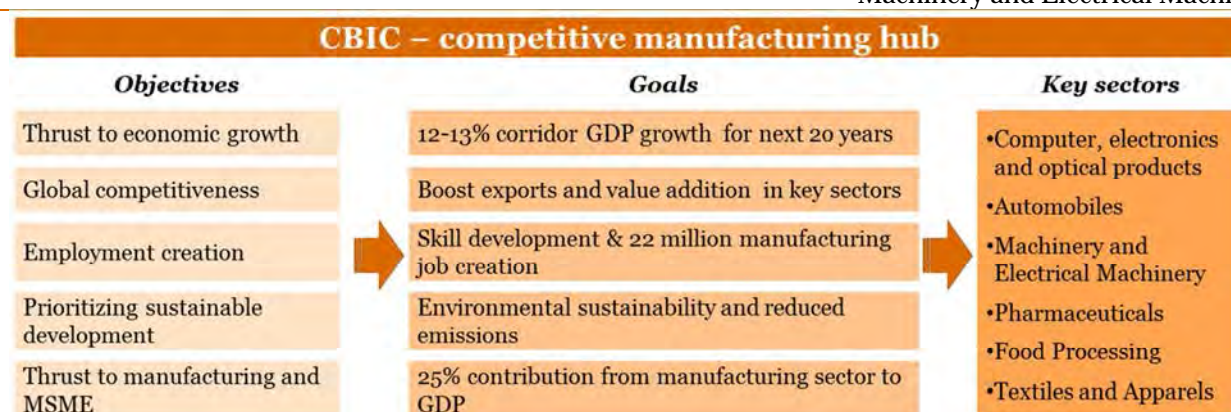 Machinery and Electrical Machi
CBIC – competitive manufacturing hub
Objectives
Thrust to economic growth
Global competitiveness
Employment creation
Prioritizing sustainable
development
Thrust to manufacturing and
MSME
Goals
12-13% corridor GDP growth for next 20 years
Boost exports and value addition in key sectors
Skill development & 22 million manufacturing
job creation
Environmental sustainability and reduced
emissions
25% contribution from manufacturing sector to
GDP
Key sectors
•Computer, electronics
and optical products
•Automobiles
•Machinery and
Electrical Machinery
•Pharmaceuticals
•Food Processing
•Textiles and Apparels